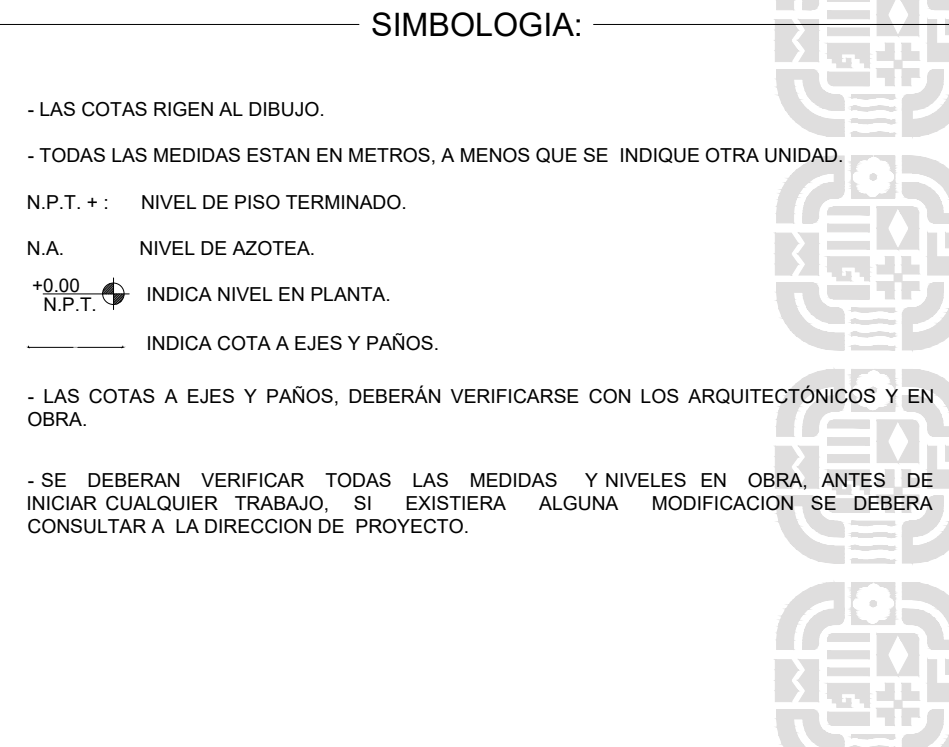 SIMBOLOGIA:
- LAS COTAS RIGEN AL DIBUJO.
- TODAS LAS MEDIDAS ESTAN EN METROS, A MENOS QUE SE INDIQUE OTRA UNIDAD.
N.P.T. + : NIVEL DE PISO TERMINADO.
N.A. NIVEL DE AZOTEA.
+0.00
N.P.T. INDICA NIVEL EN PLANTA.
INDICA COTA A EJES Y PAÑOS.
- LAS COTAS A EJES Y PAÑOS, DEBERÁN VERIFICARSE CON LOS ARQUITECTÓNICOS Y EN
OBRA.
- SE DEBERAN VERIFICAR TODAS LAS MEDIDAS Y NIVELES EN OBRA, ANTES DE
INICIAR CUALQUIER TRABAJO, SI EXISTIERA ALGUNA MODIFICACION SE DEBERA
CONSULTAR A LA DIRECCION DE PROYECTO.